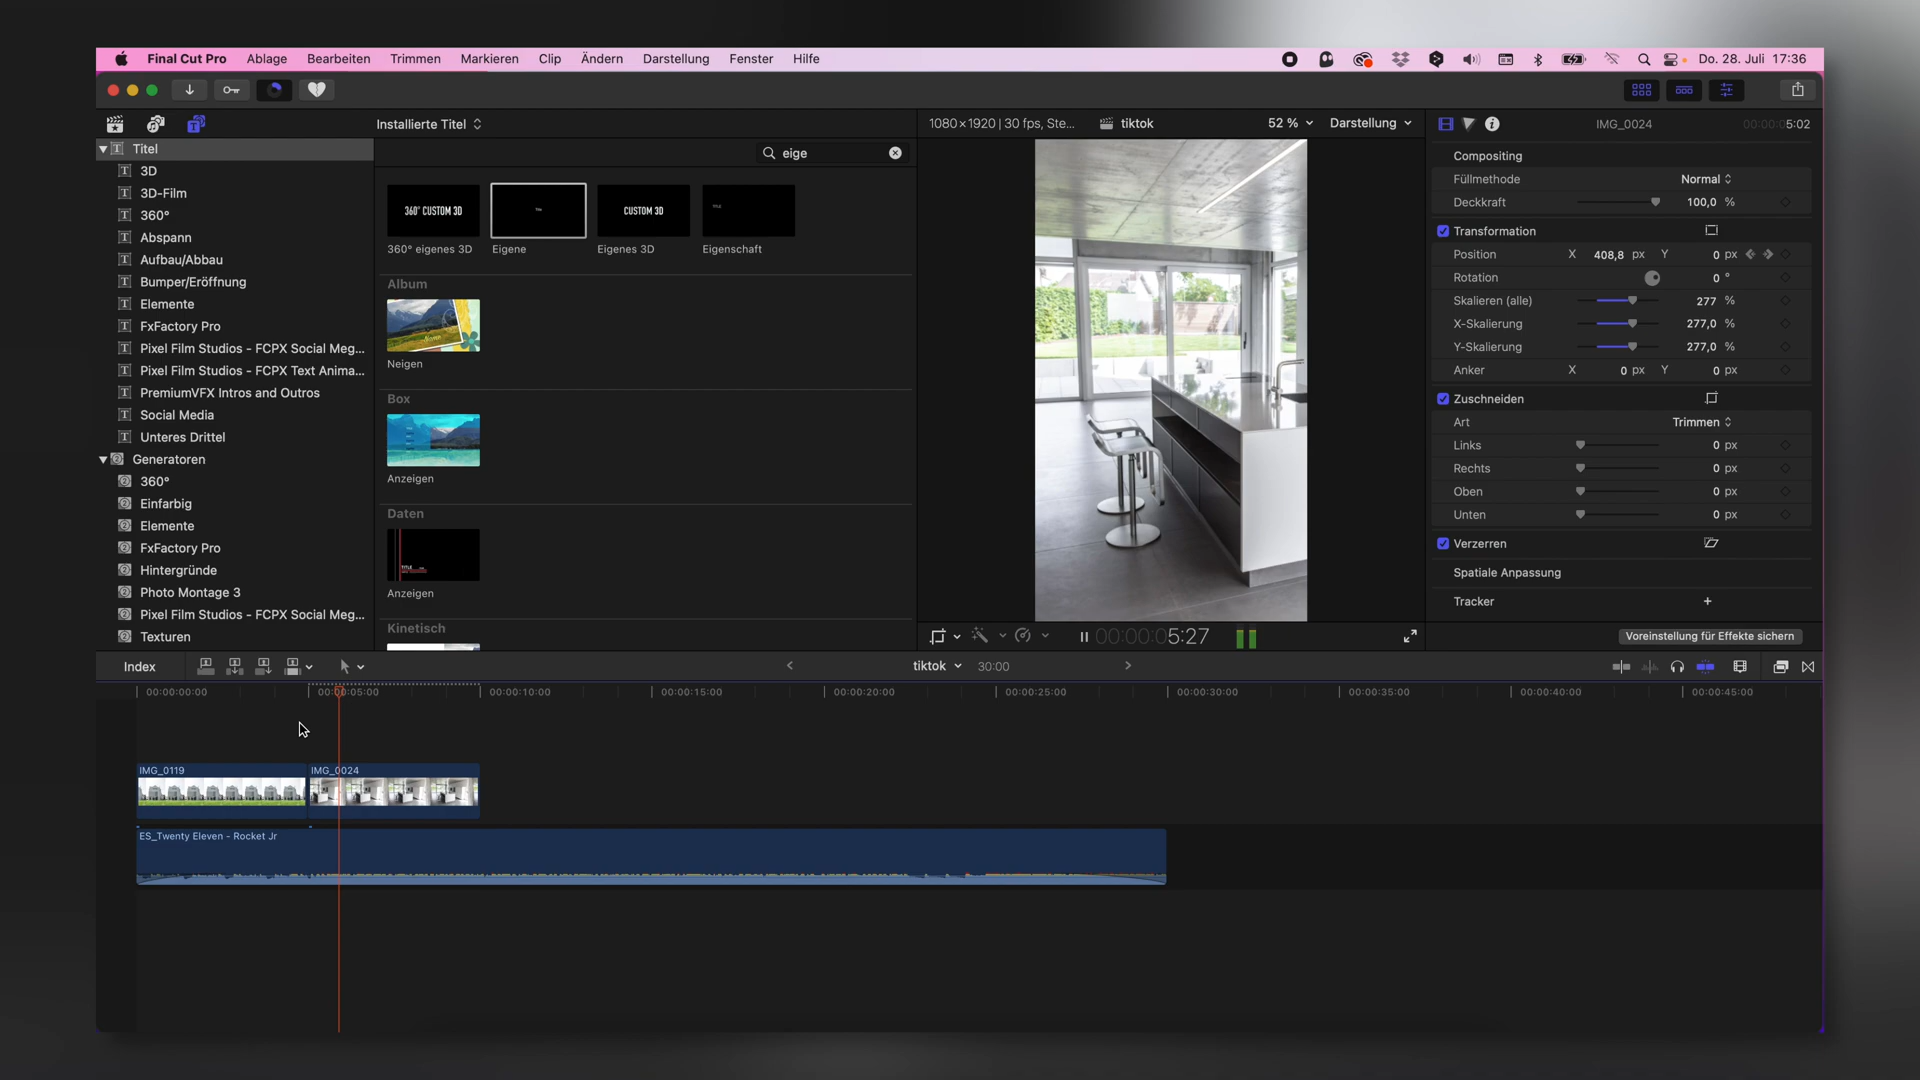 Final Cut Pro Ablage Bearbeiten Trimmen Markieren Clip Ändern Darstellung Fenster Hilfe Do. 28. Juli 17:36
Installierte Titel
1080×1920 | 30 fps, Ste... tiktok 52 % Darstellung
IMG_0024 00:00:05:02
Titel
3D
3D-Film
360°
Abspann
Aufbau/Abbau
Bumper/Eröffnung
Elemente
FxFactory Pro
Pixel Film Studios - FCPX Social Meg...
Pixel Film Studios - FCPX Text Anima...
PremiumVFX Intros and Outros
Social Media
Unteres Drittel
Generatoren
360°
Einfarbig
Elemente
FxFactory Pro
Hintergründe
Photo Montage 3
Pixel Film Studios - FCPX Social Meg...
Texturen
eige
360° CUSTOM 3D
Title
CUSTOM 3D
TITLE
360° eigenes 3D
Eigene
Eigenes 3D
Eigenschaft
Album
Neigen
Box
Anzeigen
Daten
TITLE
Anzeigen
Kinetisch
00:00:05:27
Compositing
Füllmethode Normal
Deckkraft 100,0 %
Transformation
Position X 408,8 px Y 0 px
Rotation 0 °
Skalieren (alle) 277 %
X-Skalierung 277,0 %
Y-Skalierung 277,0 %
Anker X 0 px Y 0 px
Zuschneiden
Art Trimmen
Links 0 px
Rechts 0 px
Oben 0 px
Unten 0 px
Verzerren
Spatiale Anpassung
Tracker +
Voreinstellung für Effekte sichern
Index tiktok 30:00
00:00:00:00 00:00:05:00 00:00:10:00 00:00:15:00 00:00:20:00 00:00:25:00 00:00:30:00 00:00:35:00 00:00:40:00 00:00:45:00
IMG_0119 IMG_0024
ES_Twenty Eleven - Rocket Jr